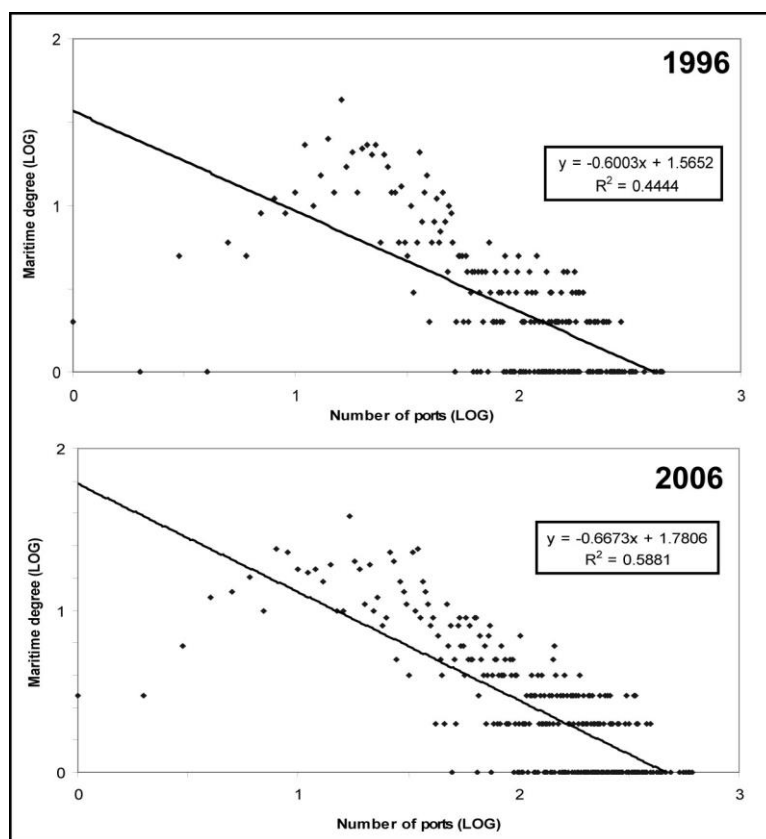 2
1996
y = -0.6003x + 1.5652
R² = 0.4444
1
0
Maritime degree (LOG)
0
1
2
3
Number of ports (LOG)
2
2006
y = -0.6673x + 1.7806
R² = 0.5881
1
0
Maritime degree (LOG)
0
1
2
3
Number of ports (LOG)